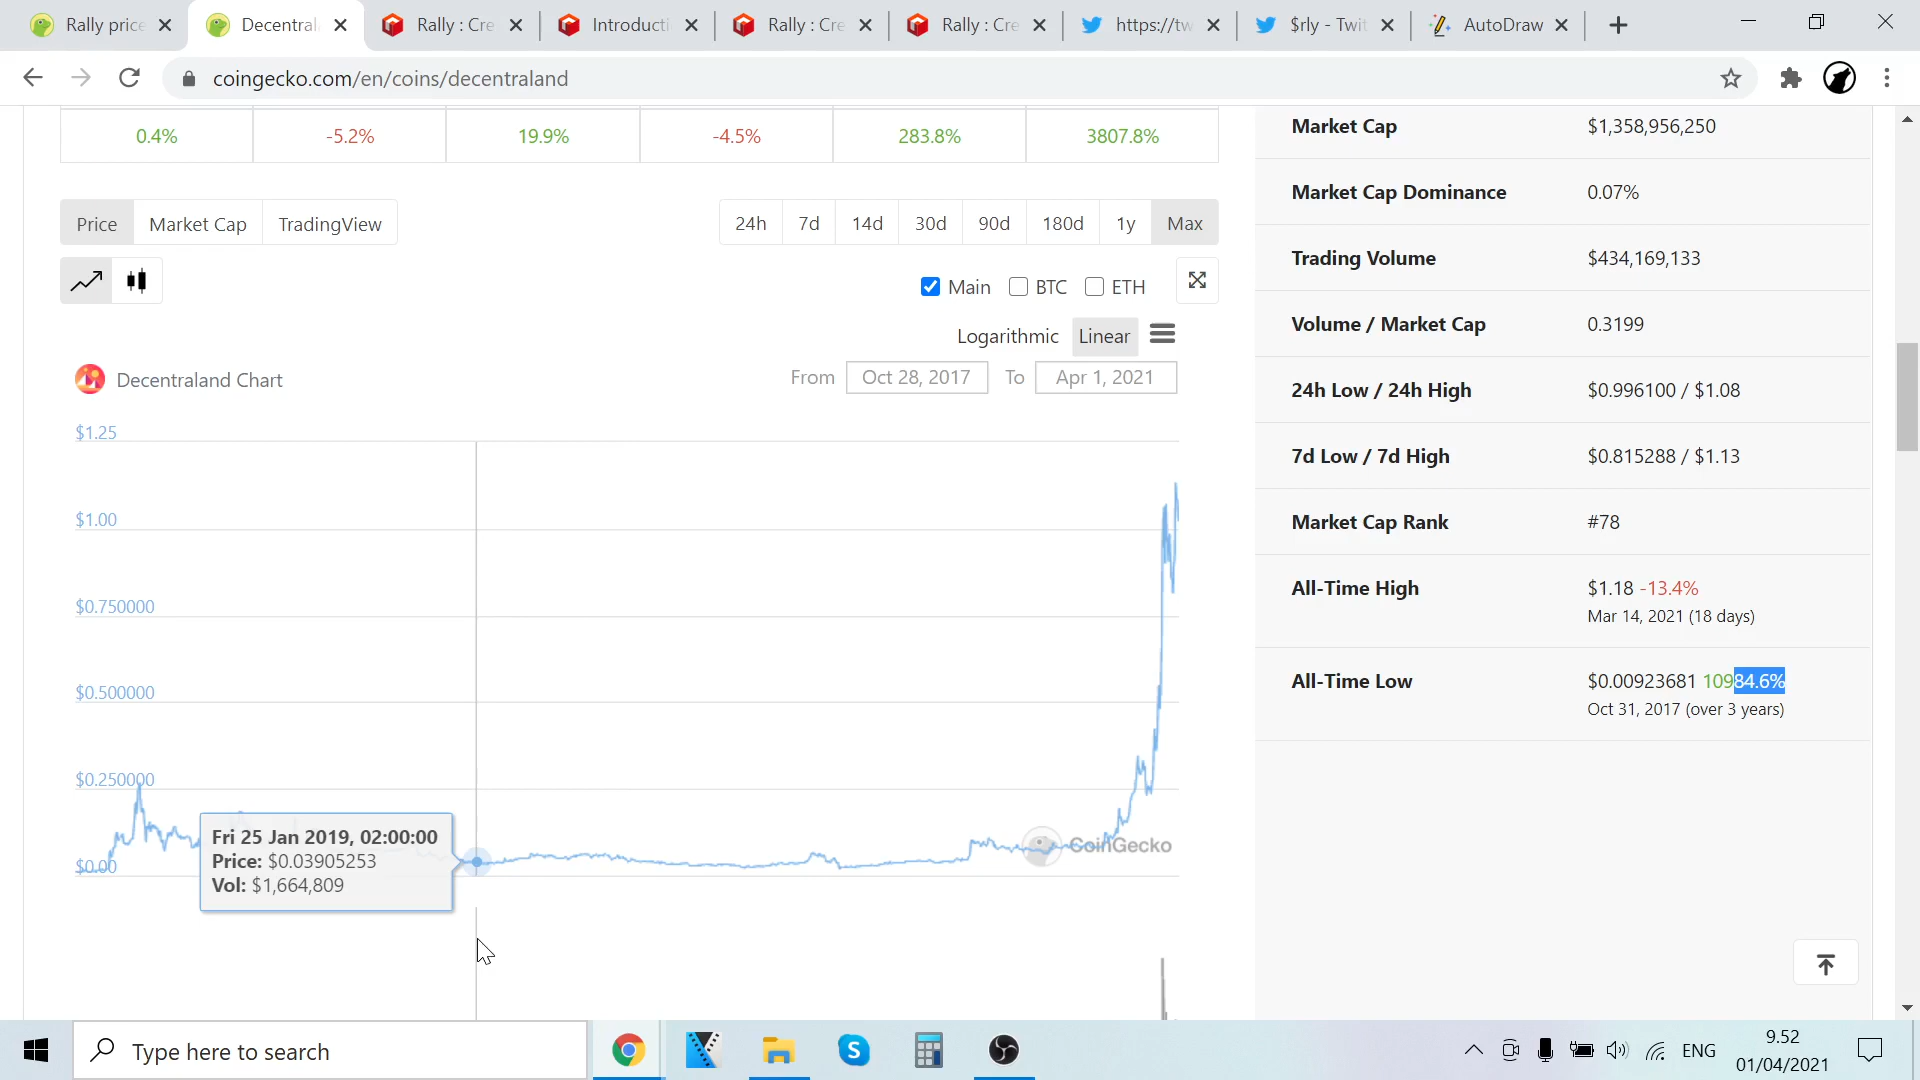 Rally price
Decentral
Rally : Cre
Introducti
Rally : Cre
Rally : Cre
https://tw
$rly - Twit
AutoDraw
coingecko.com/en/coins/decentraland
0.4% -5.2% 19.9% -4.5% 283.8% 3807.8%
Price Market Cap TradingView
24h 7d 14d 30d 90d 180d 1y Max
Main BTC ETH
Logarithmic Linear
Decentraland Chart
From Oct 28, 2017 To Apr 1, 2021
$1.25
$1.00
$0.750000
$0.500000
$0.250000
$0.00
Fri 25 Jan 2019, 02:00:00
Price: $0.03905253
Vol: $1,664,809
CoinGecko
Market Cap $1,358,956,250
Market Cap Dominance 0.07%
Trading Volume $434,169,133
Volume / Market Cap 0.3199
24h Low / 24h High $0.996100 / $1.08
7d Low / 7d High $0.815288 / $1.13
Market Cap Rank #78
All-Time High $1.18 -13.4%
Mar 14, 2021 (18 days)
All-Time Low $0.00923681 10984.6%
Oct 31, 2017 (over 3 years)
Type here to search
ENG
9.52
01/04/2021